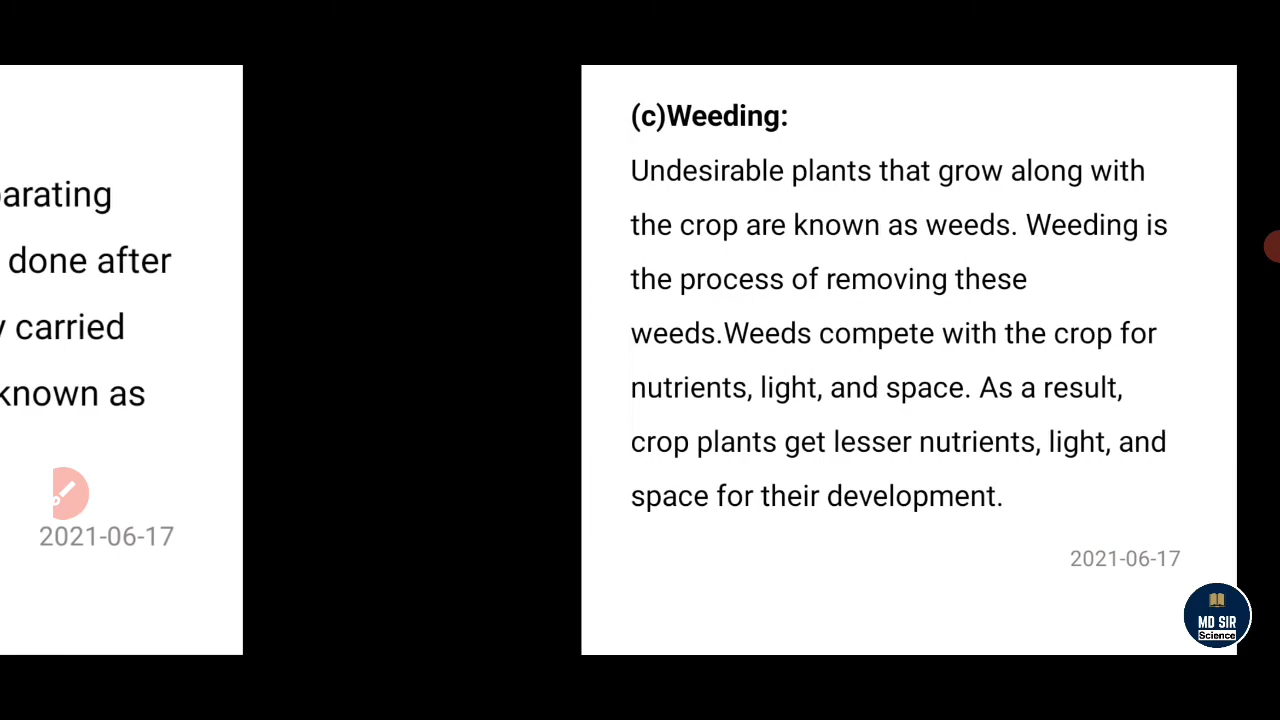 arating
done after
carried
known as
2021-06-17
(c)Weeding:
Undesirable plants that grow along with
the crop are known as weeds. Weeding is
the process of removing these
weeds.Weeds compete with the crop for
nutrients, light, and space. As a result,
crop plants get lesser nutrients, light, and
space for their development.
2021-06-17
MD SIR
Science